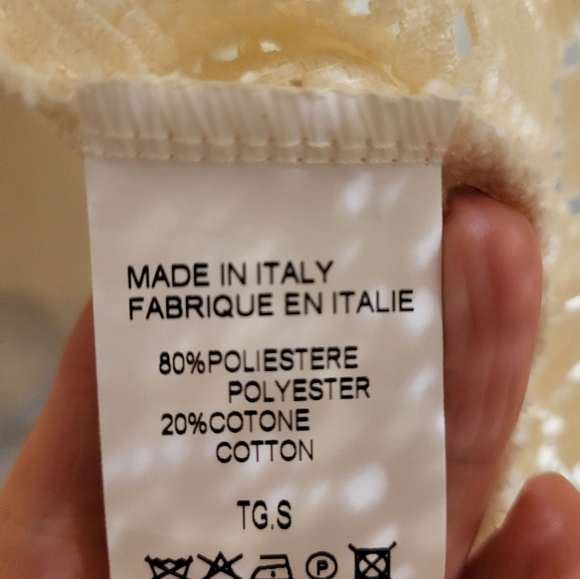 MADE IN ITALY
FABRIQUE EN ITALIE
80%POLIESTERE
POLYESTER
20%COTONE
COTTON
TG.S
P